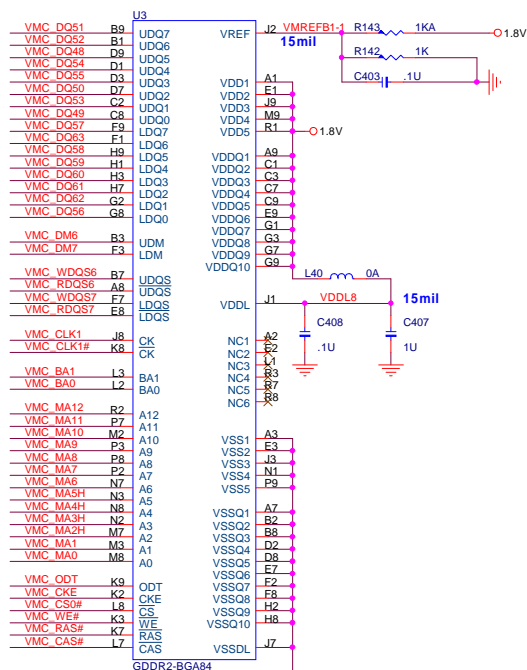 U3
VMC_DQ51 B9 UDQ7
VMC_DQ52 B1 UDQ6
VMC_DQ48 D9 UDQ5
VMC_DQ54 D1 UDQ4
VMC_DQ55 D3 UDQ3
VMC_DQ50 D7 UDQ2
VMC_DQ53 C2 UDQ1
VMC_DQ49 C8 UDQ0
VMC_DQ57 F9 LDQ7
VMC_DQ63 F1 LDQ6
VMC_DQ58 H9 LDQ5
VMC_DQ59 H1 LDQ4
VMC_DQ60 H3 LDQ3
VMC_DQ61 H7 LDQ2
VMC_DQ62 G2 LDQ1
VMC_DQ56 G8 LDQ0
VMC_DM6 B3 UDM
VMC_DM7 F3 LDM
VMC_WDQS6 B7 UDQS
VMC_RDQS6 A8 UDQS
VMC_WDQS7 F7 LDQS
VMC_RDQS7 E8 LDQS
VMC_CLK1 J8 CK
VMC_CLK1# K8 CK
VMC_BA1 L3 BA1
VMC_BA0 L2 BA0
VMC_MA12 R2 A12
VMC_MA11 P7 A11
VMC_MA10 M2 A10
VMC_MA9 P3 A9
VMC_MA8 P8 A8
VMC_MA7 P2 A7
VMC_MA6 N7 A6
VMC_MA5H N3 A5
VMC_MA4H N8 A4
VMC_MA3H N2 A3
VMC_MA2H M7 A2
VMC_MA1 M3 A1
VMC_MA0 M8 A0
VMC_ODT K9 ODT
VMC_CKE K2 CKE
VMC_CS0# L8 CS
VMC_WE# K3 WE
VMC_RAS# K7 RAS
VMC_CAS# L7 CAS
VREF J2 VMREFB1-1
15mil
R143 1KA
1.8V
R142 1K
C403 .1U
VDD1 A1
VDD2 E1
VDD3 J9
VDD4 M9
VDD5 R1
1.8V
VDDQ1 A9
VDDQ2 C1
VDDQ3 C3
VDDQ4 C7
VDDQ5 C9
VDDQ6 E9
VDDQ7 G1
VDDQ8 G3
VDDQ9 G7
VDDQ10 G9
L40 0A
VDDL J1 VDDL8
15mil
C408
.1U
C407
1U
NC1 A2
NC2 E2
NC3 L1
NC4 R3
NC5 R7
NC6 R8
VSS1 A3
VSS2 E3
VSS3 J3
VSS4 N1
VSS5 P9
VSSQ1 A7
VSSQ2 B2
VSSQ3 B8
VSSQ4 D2
VSSQ5 D8
VSSQ6 E7
VSSQ7 F2
VSSQ8 F8
VSSQ9 H2
VSSQ10 H8
VSSDL J7
GDDR2-BGA84